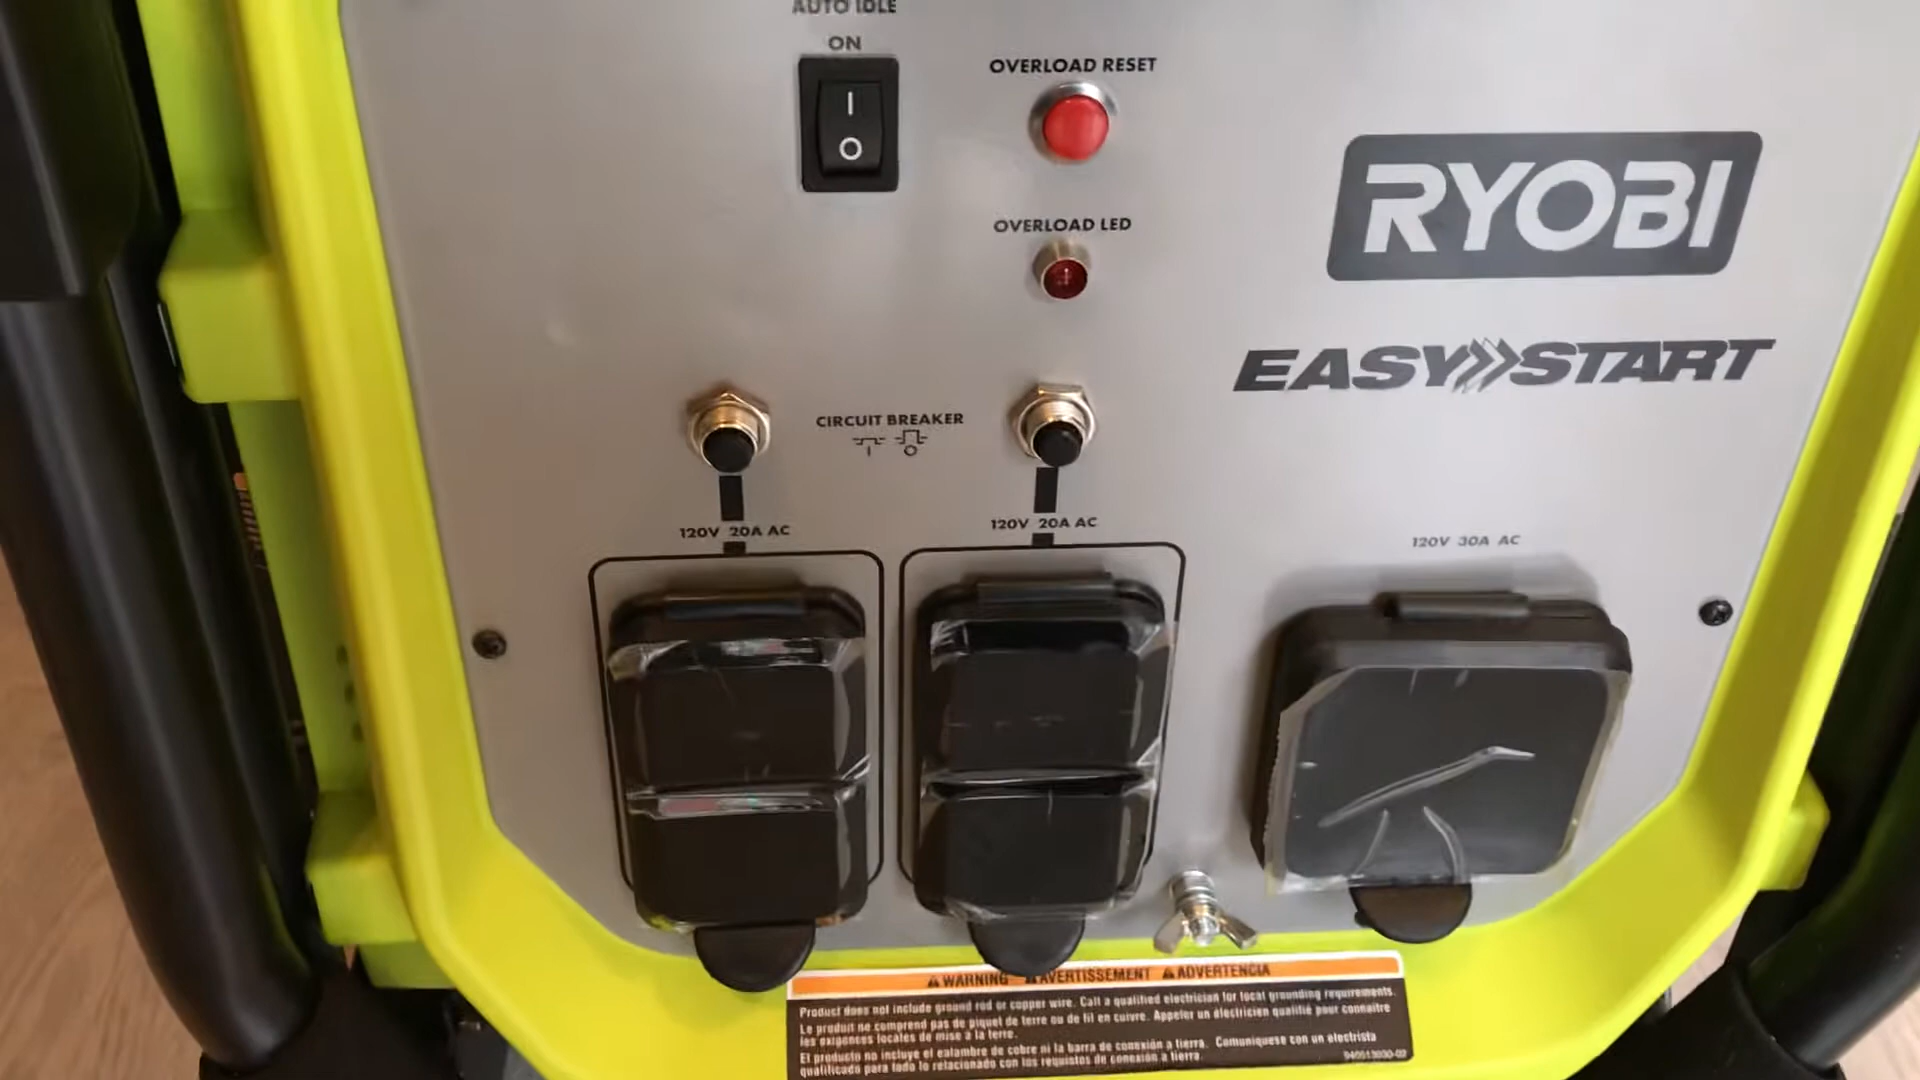 AUTO IDLE
ON
I
O
OVERLOAD RESET
OVERLOAD LED
RYOBI
EASY START
CIRCUIT BREAKER
I O
120V 20A AC
120V 20A AC
120V 30A AC
WARNING AVERTISSEMENT ADVERTENCIA
Product does not include ground rod or copper wire. Call a qualified electrician for local grounding requirements.
Le produit ne comprend pas de piquet de terre ou de fil en cuivre. Appeler un électricien qualifié pour connaître
les exigences locales de mise à la terre.
El producto no incluye el calambre de cobre ni la barra de conexión a tierra. Comuníquese con un electrista
qualificado para todo lo relacionado con los requistos de conexión a tierra.